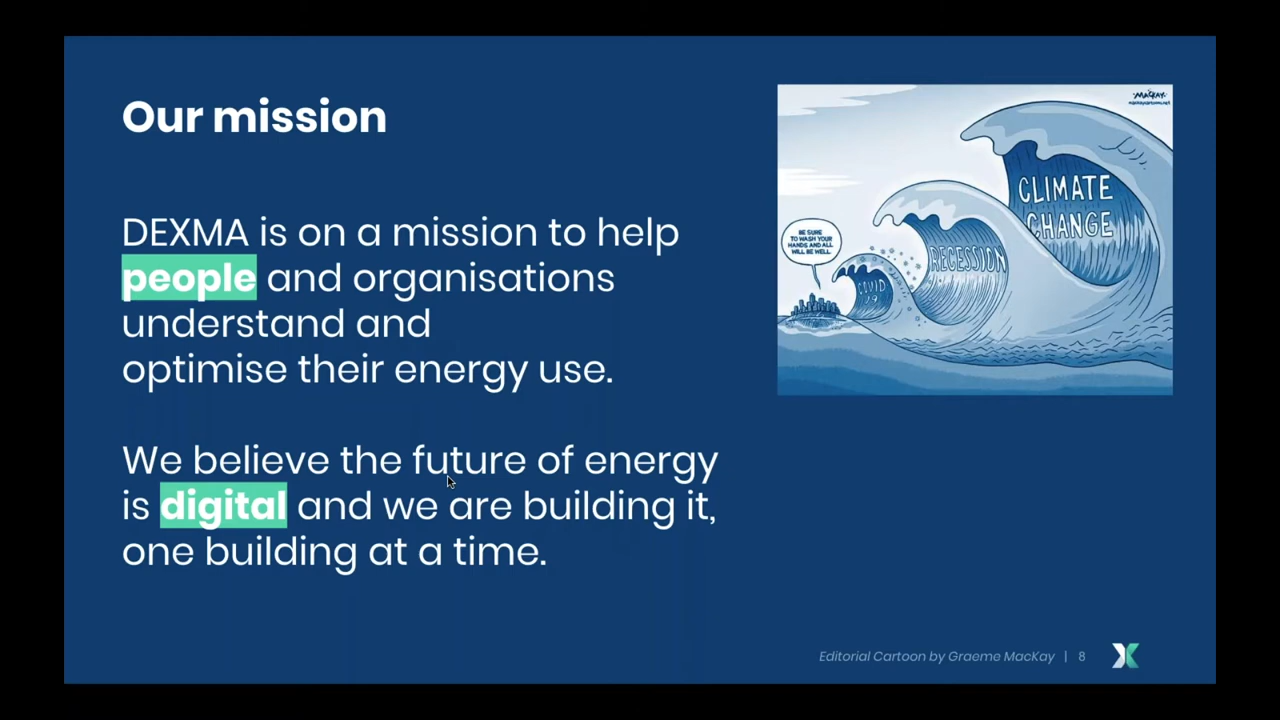 Our mission
DEXMA is on a mission to help
people and organisations
understand and
optimise their energy use.
We believe the future of energy
is digital and we are building it,
one building at a time.
MACKAY
BE SURE
TO WASH YOUR
HANDS AND ALL
WILL BE WELL.
COVID
19
RECESSION
CLIMATE
CHANGE
Editorial Cartoon by Graeme MacKay | 8